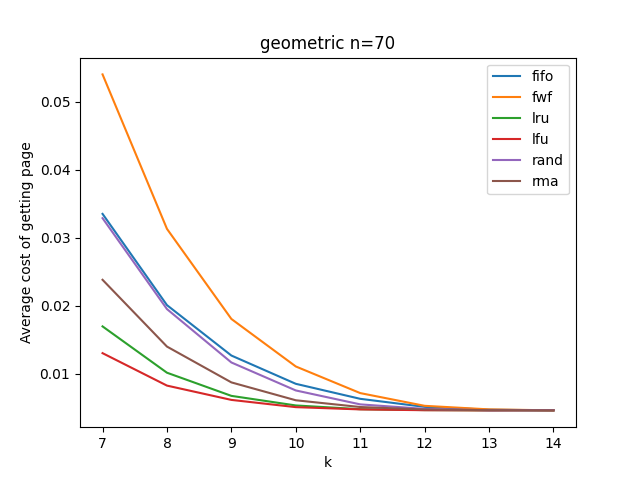 geometric n=70
Average cost of getting page
0.05
0.04
0.03
0.02
0.01
7 8 9 10 11 12 13 14
k
fifo
fwf
lru
lfu
rand
rma